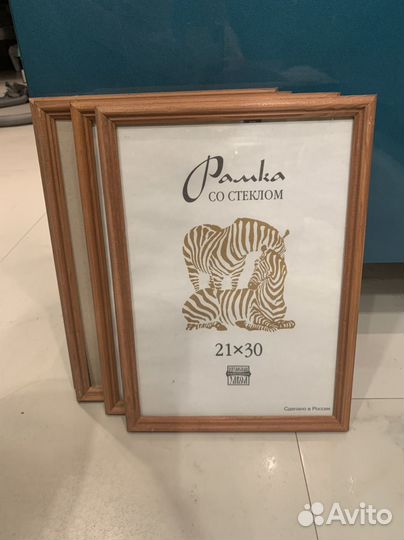 Рамка
СО СТЕКЛОМ
21×30
Сделано в России
Avito